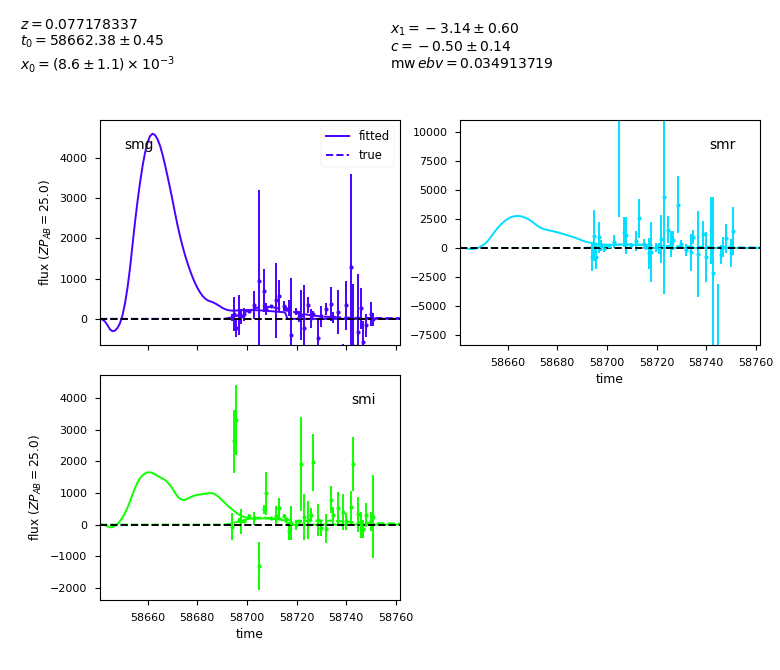 z = 0.077178337
t₀ = 58662.38 ± 0.45
x₀ = (8.6 ± 1.1) × 10⁻³
x₁ = −3.14 ± 0.60
c = −0.50 ± 0.14
mwebv = 0.034913719
smg
fitted
true
4000
3000
2000
1000
0
flux (ZP_AB = 25.0)
smr
10000
7500
5000
2500
0
−2500
−5000
−7500
58660 58680 58700 58720 58740 58760
time
smi
4000
3000
2000
1000
0
−1000
−2000
flux (ZP_AB = 25.0)
58660 58680 58700 58720 58740 58760
time